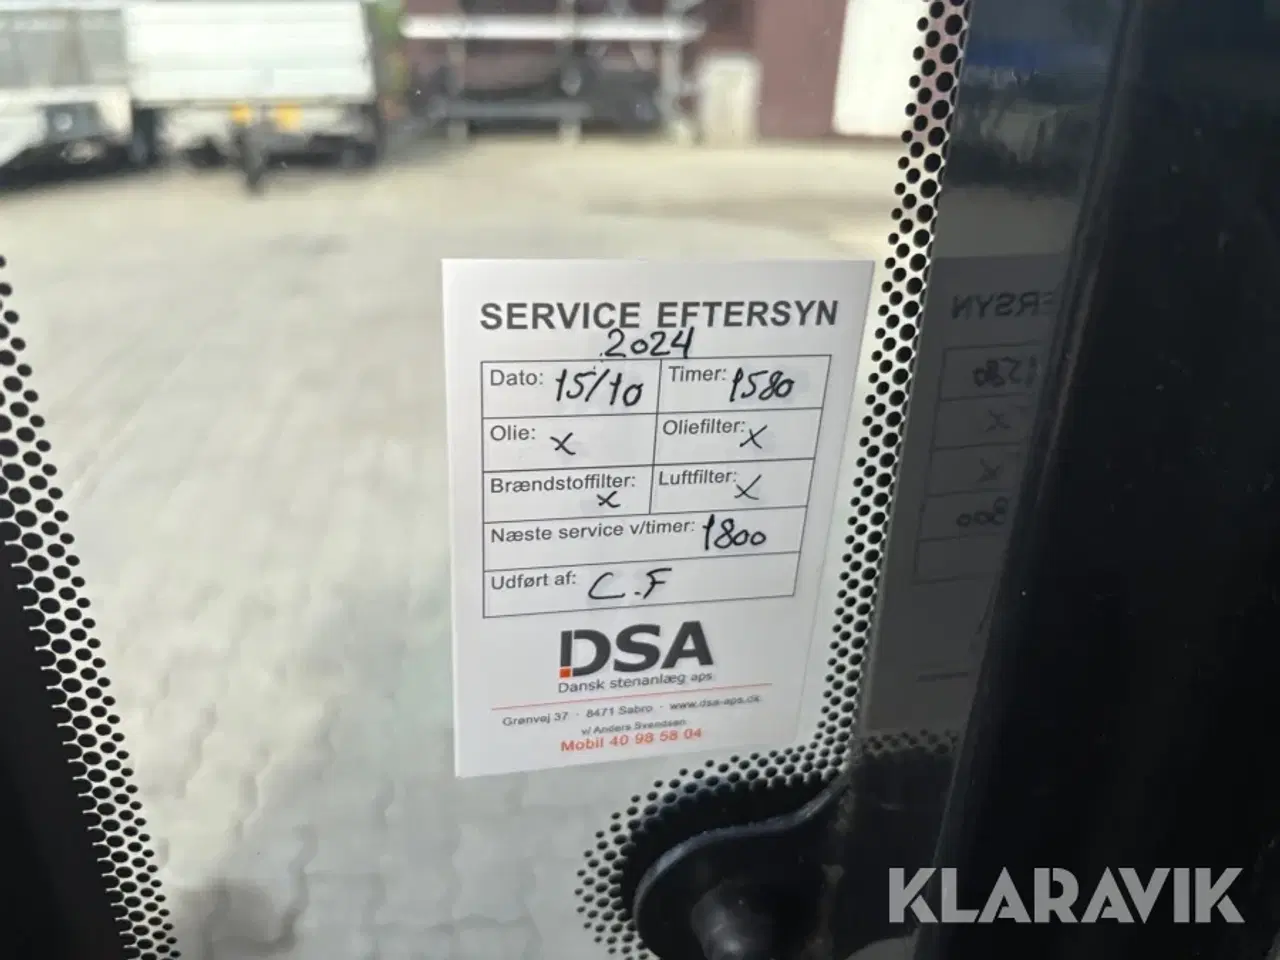 SERVICE EFTERSYN
2024
Dato: 15/10 Timer: 1580
Olie: x Oliefilter: x
Brændstoffilter: x Luftfilter: x
Næste service v/timer: 1800
Udført af: C.F
DSA
Dansk stenanlæg aps
Grønvej 37 · 8471 Sabro · www.dsa-aps.dk
v/ Anders Svendsen
Mobil 40 98 58 04
KLARAVIK